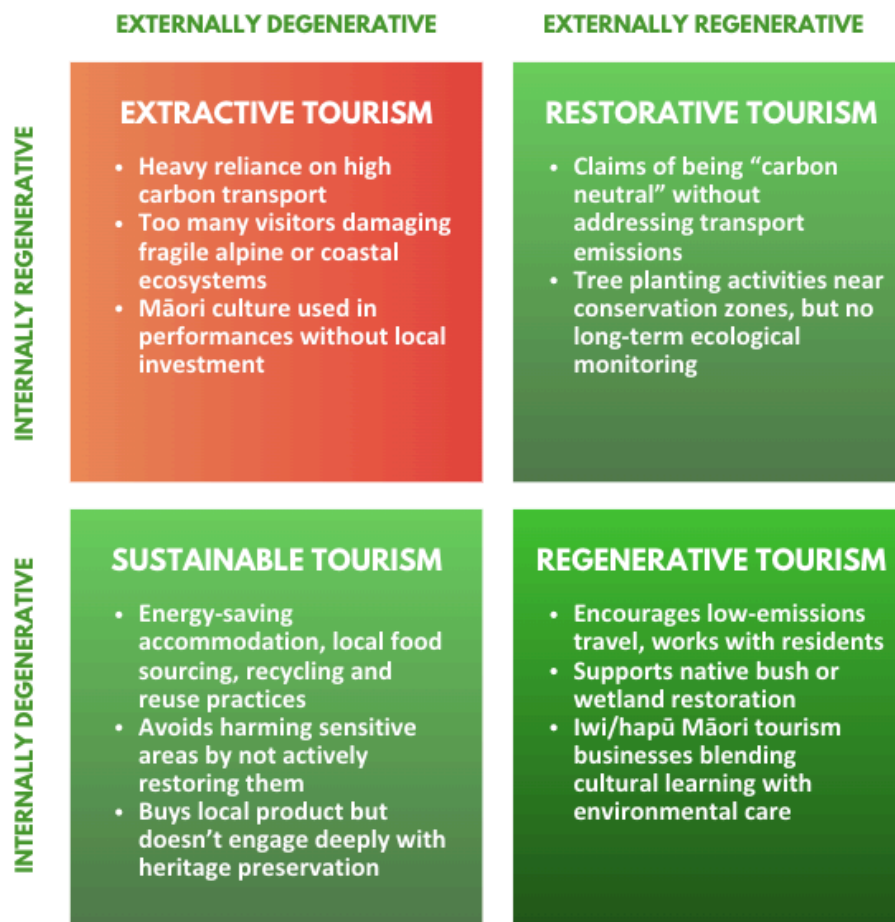 EXTERNALLY DEGENERATIVE
EXTERNALLY REGENERATIVE
INTERNALLY REGENERATIVE
EXTRACTIVE TOURISM
• Heavy reliance on high
carbon transport
• Too many visitors damaging
fragile alpine or coastal
ecosystems
• Māori culture used in
performances without local
investment
RESTORATIVE TOURISM
• Claims of being “carbon
neutral” without
addressing transport
emissions
• Tree planting activities near
conservation zones, but no
long-term ecological
monitoring
INTERNALLY DEGENERATIVE
SUSTAINABLE TOURISM
• Energy-saving
accommodation, local food
sourcing, recycling and
reuse practices
• Avoids harming sensitive
areas by not actively
restoring them
• Buys local product but
doesn’t engage deeply with
heritage preservation
REGENERATIVE TOURISM
• Encourages low-emissions
travel, works with residents
• Supports native bush or
wetland restoration
• Iwi/hapū Māori tourism
businesses blending
cultural learning with
environmental care